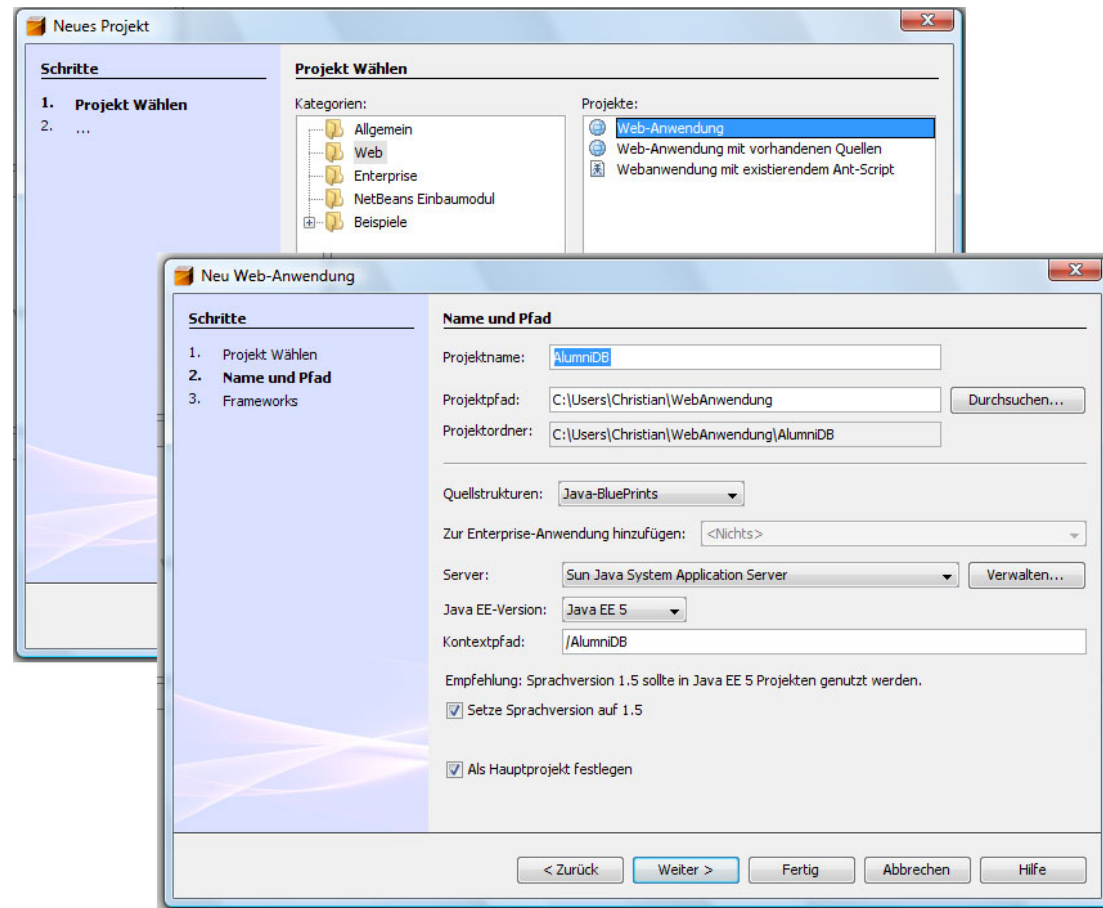 Neues Projekt
Schritte
1. Projekt Wählen
2. ...
Projekt Wählen
Kategorien:
Allgemein
Web
Enterprise
NetBeans Einbaumodul
Beispiele
Projekte:
Web-Anwendung
Web-Anwendung mit vorhandenen Quellen
Webanwendung mit existierendem Ant-Script
Neu Web-Anwendung
Schritte
1. Projekt Wählen
2. Name und Pfad
3. Frameworks
Name und Pfad
Projektname: AlumniDB
Projektpfad: C:\Users\Christian\WebAnwendung Durchsuchen...
Projektordner: C:\Users\Christian\WebAnwendung\AlumniDB
Quellstrukturen: Java-BluePrints
Zur Enterprise-Anwendung hinzufügen: <Nichts>
Server: Sun Java System Application Server Verwalten...
Java EE-Version: Java EE 5
Kontextpfad: /AlumniDB
Empfehlung: Sprachversion 1.5 sollte in Java EE 5 Projekten genutzt werden.
Setze Sprachversion auf 1.5
Als Hauptprojekt festlegen
< Zurück Weiter > Fertig Abbrechen Hilfe